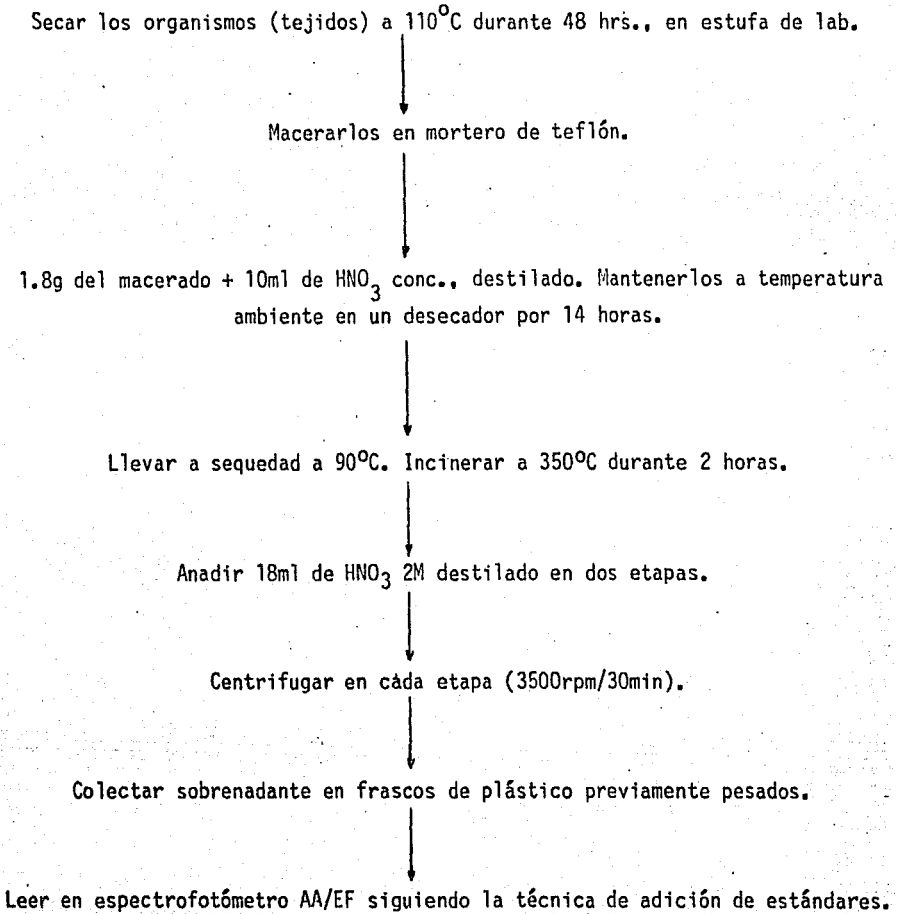 Secar los organismos (tejidos) a 110°C durante 48 hrs., en estufa de lab.
Macerarlos en mortero de teflón.
1.8g del macerado + 10ml de HNO3 conc., destilado. Mantenerlos a temperatura
ambiente en un desecador por 14 horas.
Llevar a sequedad a 90°C. Incinerar a 350°C durante 2 horas.
Anadir 18ml de HNO3 2M destilado en dos etapas.
Centrifugar en cada etapa (3500rpm/30min).
Colectar sobrenadante en frascos de plástico previamente pesados.
Leer en espectrofotómetro AA/EF siguiendo la técnica de adición de estándares.